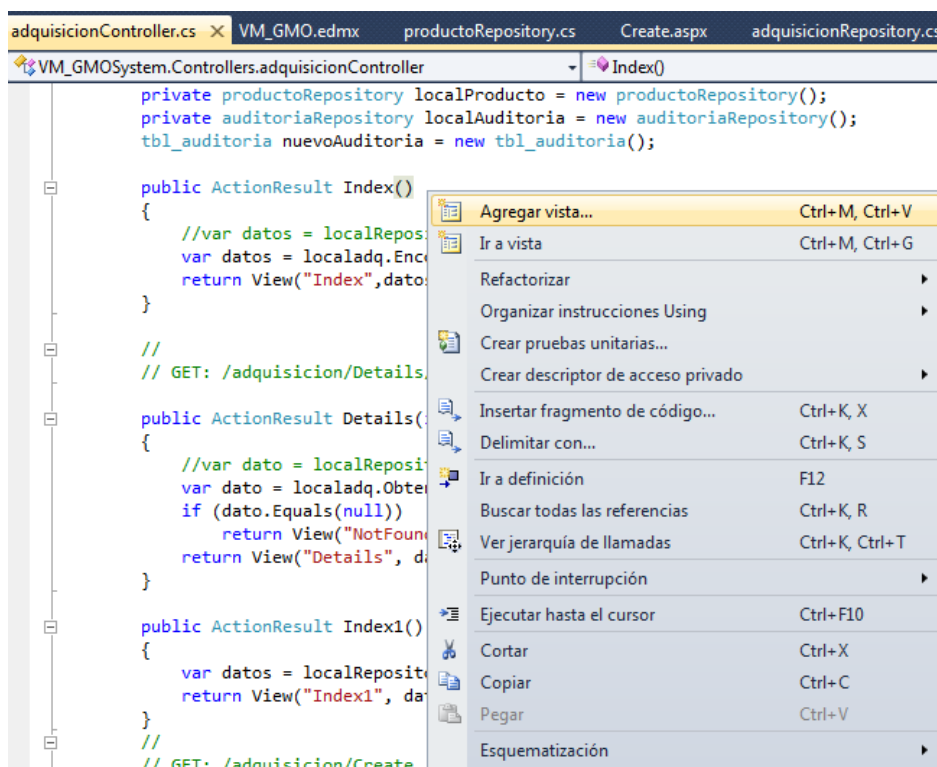 adquisicionController.cs VM_GMO.edmx productoRepository.cs Create.aspx adquisicionRepository.cs
VM_GMOSystem.Controllers.adquisicionController Index()
private productoRepository localProducto = new productoRepository();
private auditoriaRepository localAuditoria = new auditoriaRepository();
tbl_auditoria nuevoAuditoria = new tbl_auditoria();
public ActionResult Index()
{
//var datos = localReposi
var datos = localadq.Enco
return View("Index",dato
}
//
// GET: /adquisicion/Details/
public ActionResult Details(
{
//var dato = localReposit
var dato = localadq.Obten
if (dato.Equals(null))
return View("NotFoun
return View("Details", da
}
public ActionResult Index1()
{
var datos = localReposito
return View("Index1", dat
}
//
// GET: /adquisicion/Create
Agregar vista... Ctrl+M, Ctrl+V
Ir a vista Ctrl+M, Ctrl+G
Refactorizar
Organizar instrucciones Using
Crear pruebas unitarias...
Crear descriptor de acceso privado
Insertar fragmento de código... Ctrl+K, X
Delimitar con... Ctrl+K, S
Ir a definición F12
Buscar todas las referencias Ctrl+K, R
Ver jerarquía de llamadas Ctrl+K, Ctrl+T
Punto de interrupción
Ejecutar hasta el cursor Ctrl+F10
Cortar Ctrl+X
Copiar Ctrl+C
Pegar Ctrl+V
Esquematización